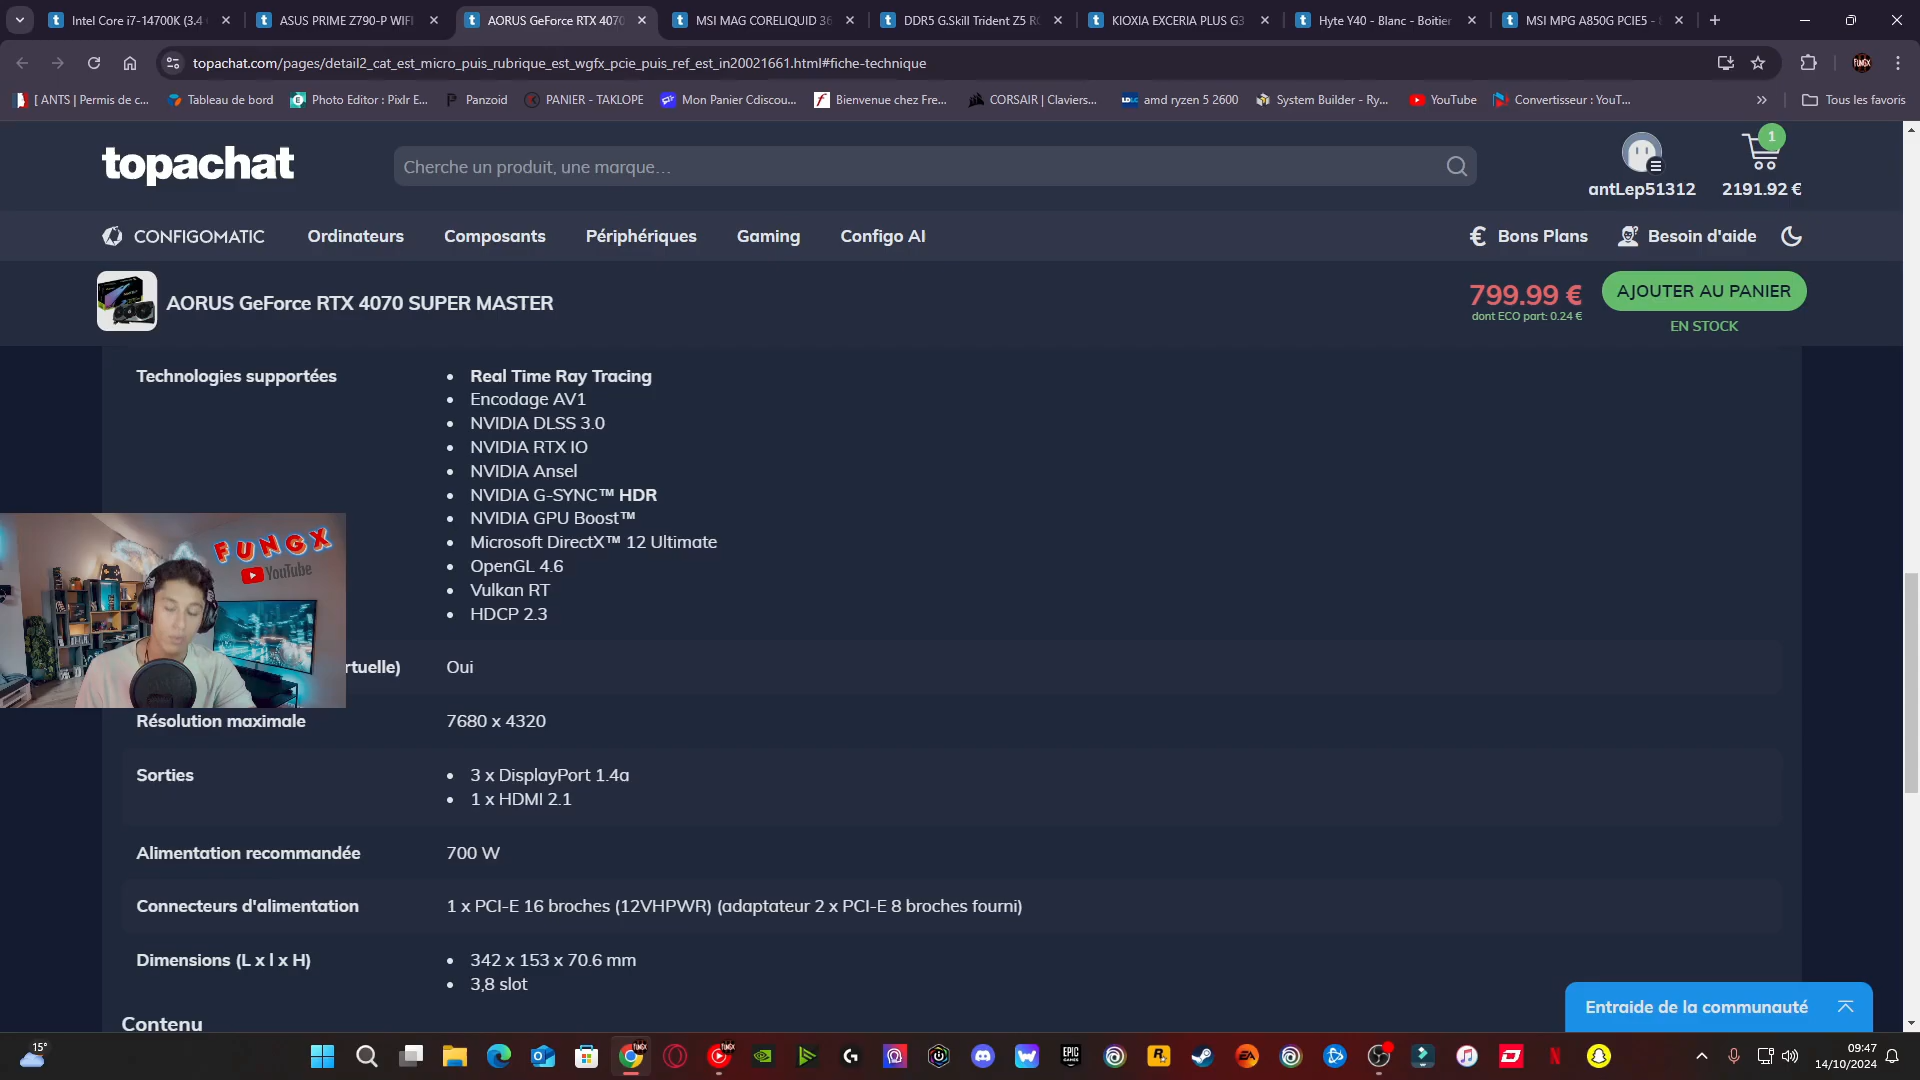 Intel Core i7-14700K (3.4
ASUS PRIME Z790-P WIFI
AORUS GeForce RTX 4070
MSI MAG CORELIQUID 36
DDR5 G.Skill Trident Z5 R
KIOXIA EXCERIA PLUS G3
Hyte Y40 - Blanc - Boitier
MSI MPG A850G PCIE5 -
topachat.com/pages/detail2_cat_est_micro_puis_rubrique_est_wgfx_pcie_puis_ref_est_in20021661.html#fiche-technique
[ ANTS | Permis de c...
Tableau de bord
Photo Editor : Pixlr E...
Panzoid
PANIER - TAKLOPE
Mon Panier Cdiscou...
Bienvenue chez Fre...
CORSAIR | Claviers...
amd ryzen 5 2600
System Builder - Ry...
YouTube
Convertisseur : YouT...
Tous les favoris
topachat
Cherche un produit, une marque...
1
antLep51312
2191.92 €
CONFIGOMATIC
Ordinateurs
Composants
Périphériques
Gaming
Configo AI
€ Bons Plans
Besoin d'aide
AORUS GeForce RTX 4070 SUPER MASTER
799.99 €
dont ECO part: 0.24 €
AJOUTER AU PANIER
EN STOCK
Technologies supportées
• Real Time Ray Tracing
• Encodage AV1
• NVIDIA DLSS 3.0
• NVIDIA RTX IO
• NVIDIA Ansel
• NVIDIA G-SYNC™ HDR
• NVIDIA GPU Boost™
• Microsoft DirectX™ 12 Ultimate
• OpenGL 4.6
• Vulkan RT
• HDCP 2.3
FUNGX
YouTube
rtuelle)
Oui
Résolution maximale
7680 x 4320
Sorties
• 3 x DisplayPort 1.4a
• 1 x HDMI 2.1
Alimentation recommandée
700 W
Connecteurs d'alimentation
1 x PCI-E 16 broches (12VHPWR) (adaptateur 2 x PCI-E 8 broches fourni)
Dimensions (L x l x H)
• 342 x 153 x 70.6 mm
• 3,8 slot
Contenu
Entraide de la communauté
15°
09:47
14/10/2024